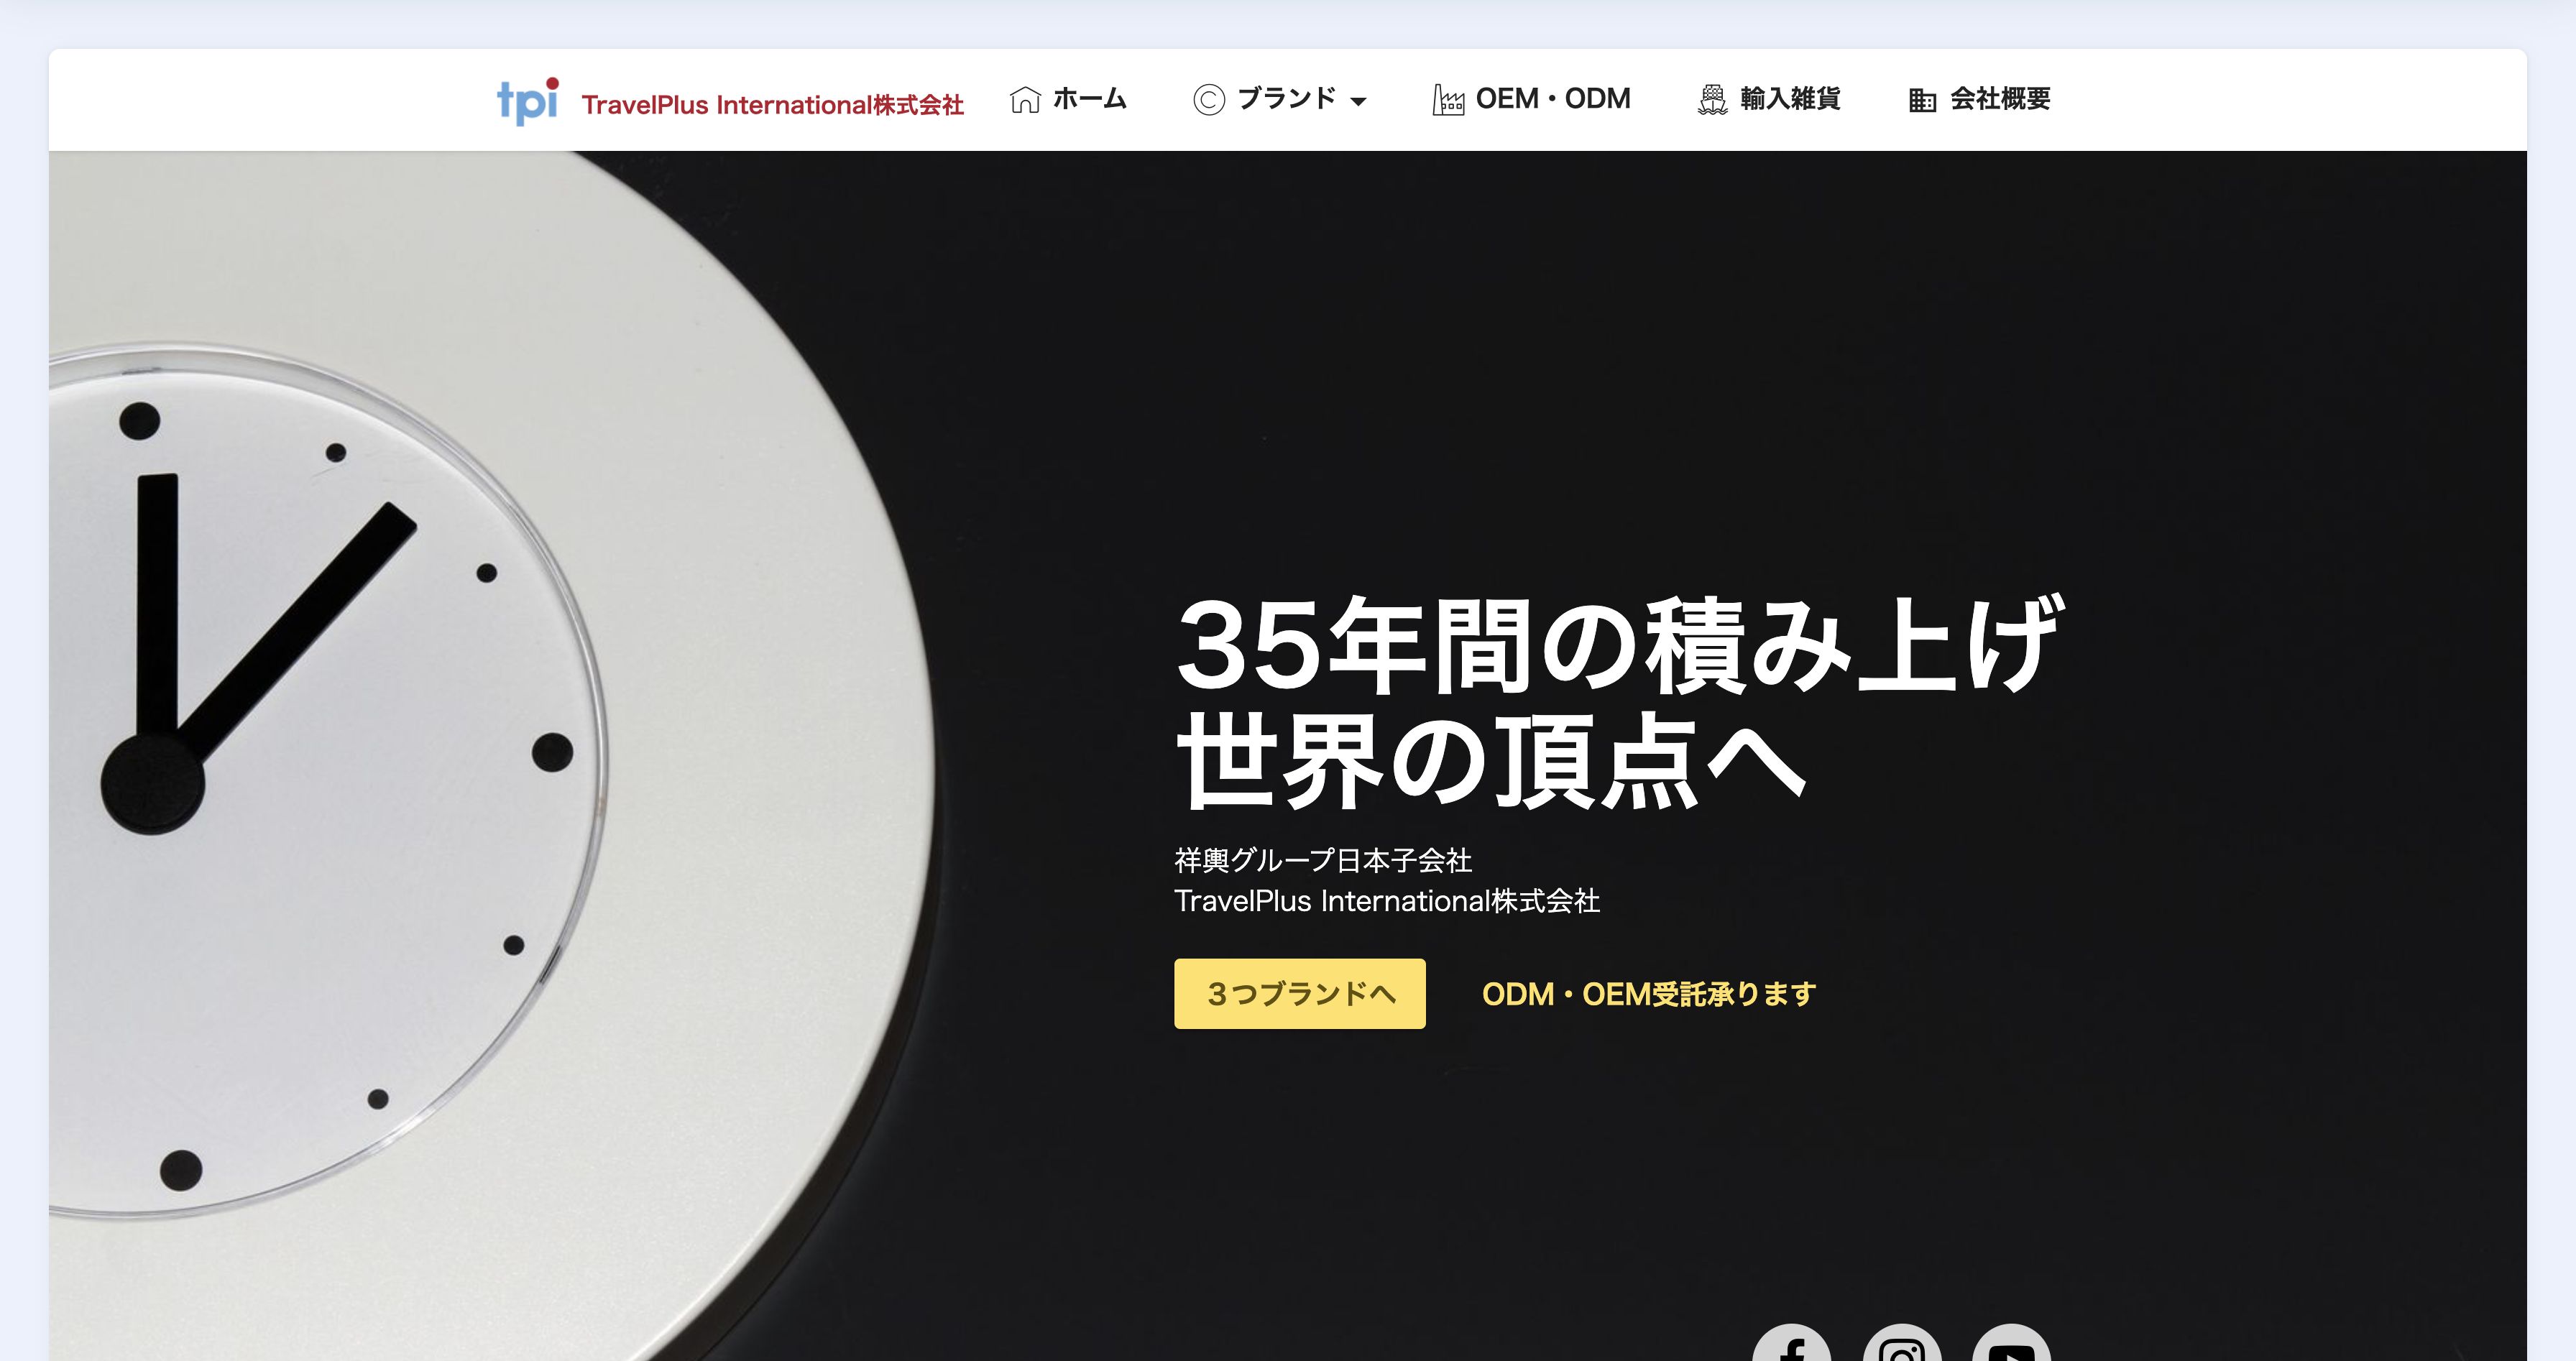 tpi TravelPlus International株式会社 ホーム ブランド OEM・ODM 輸入雑貨 会社概要
35年間の積み上げ
世界の頂点へ
祥輿グループ日本子会社
TravelPlus International株式会社
３つブランドへ ODM・OEM受託承ります